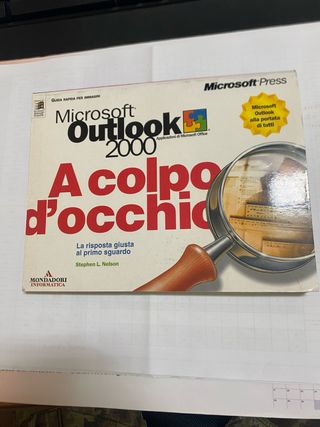 GUIDA RAPIDA PER IMMAGINI
Microsoft Press
Microsoft
Outlook
2000
Applicazioni di Microsoft Office
Microsoft
Outlook
alla portata
di tutti
A colpo
d'occhio
La risposta giusta
al primo sguardo
Stephen L. Nelson
MONDADORI
INFORMATICA